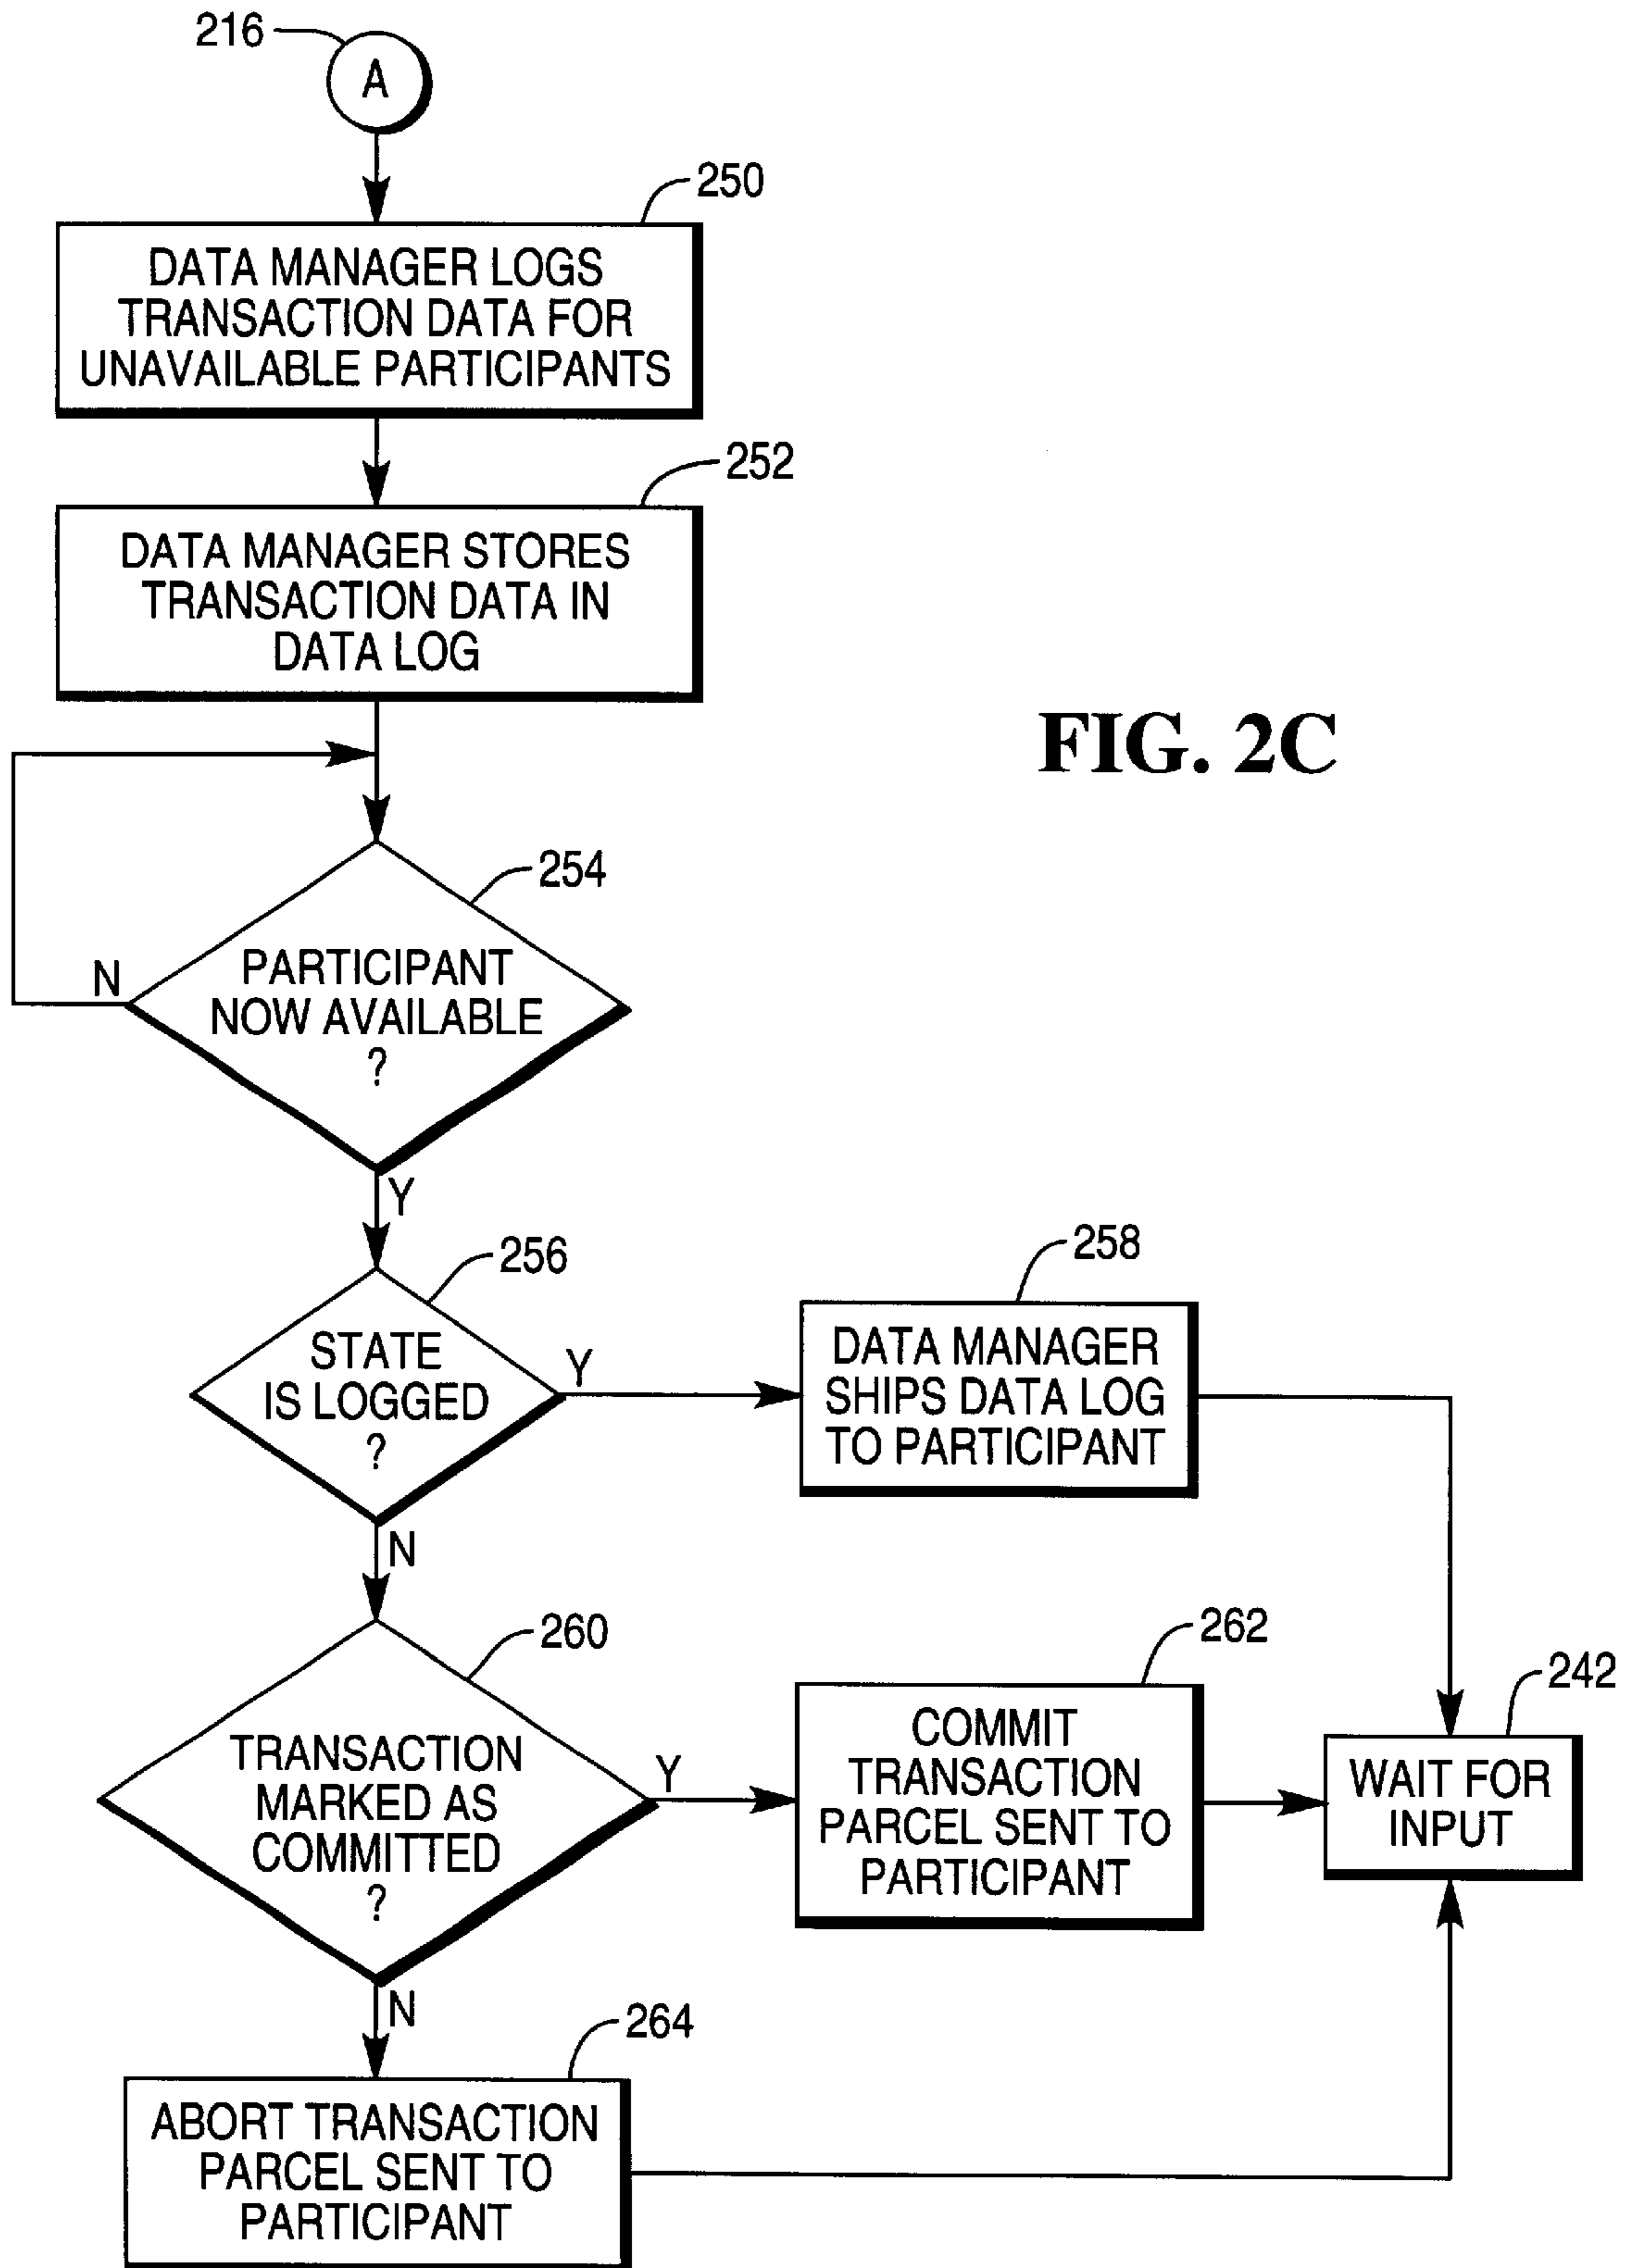 216
A
250
DATA MANAGER LOGS
TRANSACTION DATA FOR
UNAVAILABLE PARTICIPANTS
252
DATA MANAGER STORES
TRANSACTION DATA IN
DATA LOG
FIG. 2C
254
PARTICIPANT
NOW AVAILABLE
?
N
Y
256
STATE
IS LOGGED
?
Y
N
258
DATA MANAGER
SHIPS DATA LOG
TO PARTICIPANT
260
TRANSACTION
MARKED AS
COMMITTED
?
Y
N
262
COMMIT
TRANSACTION
PARCEL SENT TO
PARTICIPANT
242
WAIT FOR
INPUT
264
ABORT TRANSACTION
PARCEL SENT TO
PARTICIPANT